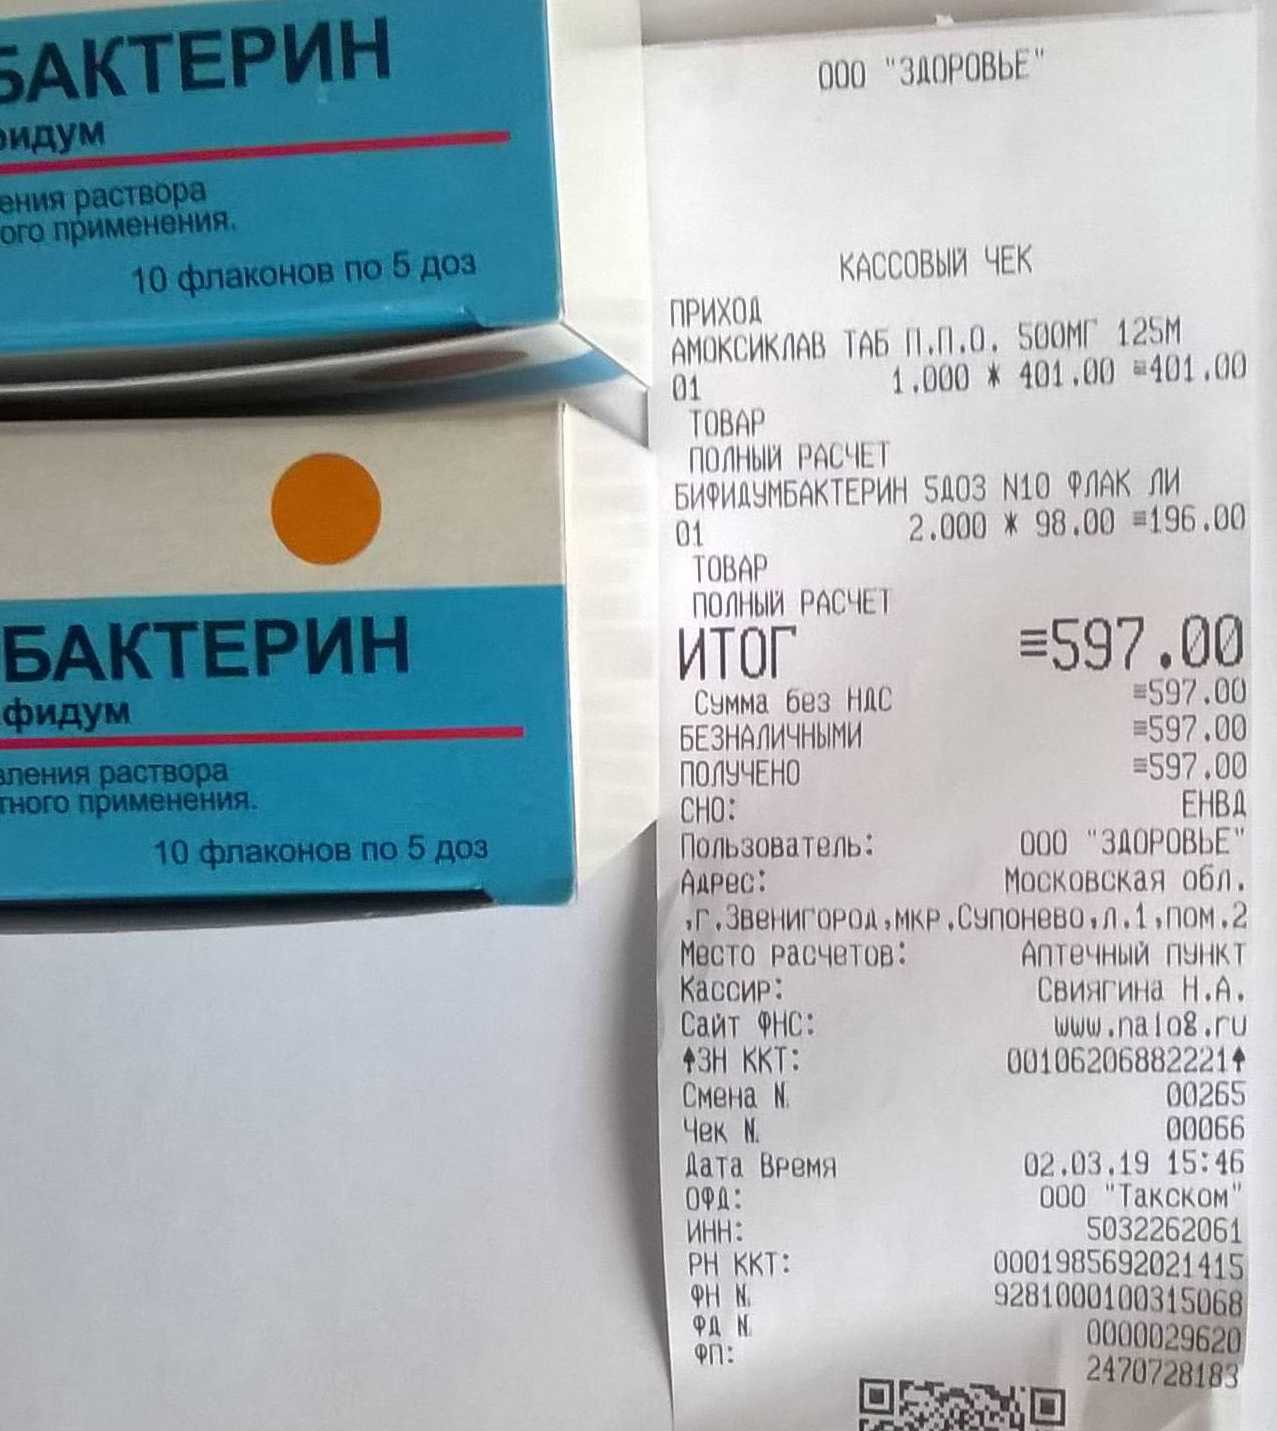 БАКТЕРИН
фидум
ения раствора
ого применения.
10 флаконов по 5 доз
БАКТЕРИН
фидум
вления раствора
тного применения.
10 флаконов по 5 доз
ООО "ЗДОРОВЬЕ"
КАССОВЫЙ ЧЕК
ПРИХОД
АМОКСИКЛАВ ТАБ П.П.О. 500МГ 125М
01 1.000 * 401.00 ≡401.00
ТОВАР
ПОЛНЫЙ РАСЧЕТ
БИФИДУМБАКТЕРИН 5ДОЗ N10 ФЛАК ЛИ
01 2.000 * 98.00 ≡196.00
ТОВАР
ПОЛНЫЙ РАСЧЕТ
ИТОГ ≡597.00
Сумма без НДС ≡597.00
БЕЗНАЛИЧНЫМИ ≡597.00
ПОЛУЧЕНО ≡597.00
СНО: ЕНВД
Пользователь: ООО "ЗДОРОВЬЕ"
Адрес: Московская обл.
,г.Звенигород,мкр.Супонево,л.1,пом.2
Место расчетов: Аптечный пункт
Кассир: Свиягина Н.А.
Сайт ФНС: www.nalog.ru
↑ЗН ККТ: 00106206882221↑
Смена № 00265
Чек № 00066
Дата Время 02.03.19 15:46
ОФД: ООО "Такском"
ИНН: 5032262061
РН ККТ: 0001985692021415
ФН № 9281000100315068
ФД № 0000029620
ФП: 2470728183